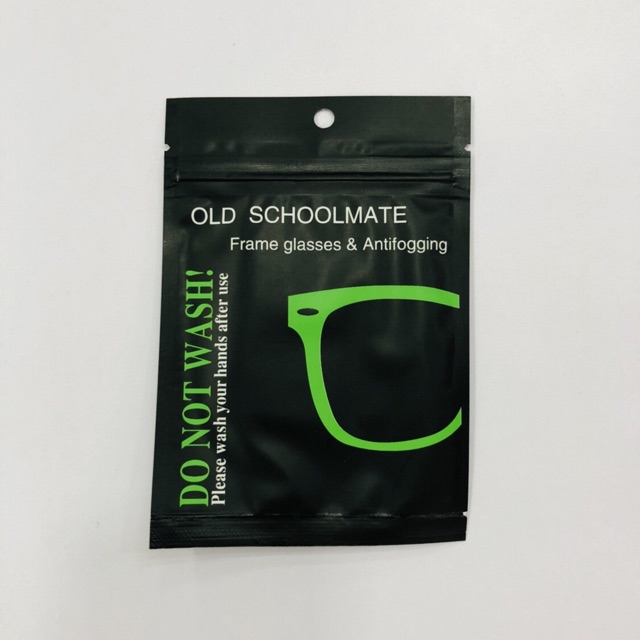 OLD SCHOOLMATE
Frame glasses & Antifogging
DO NOT WASH!
Please wash your hands after use